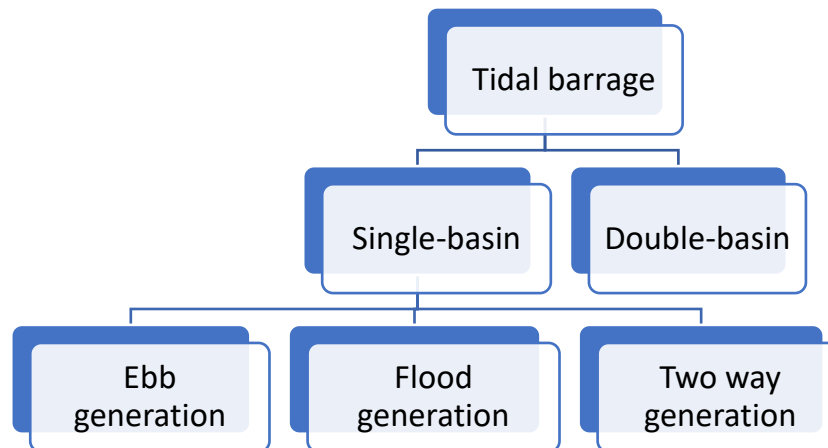 Tidal barrage
Single-basin
Double-basin
Ebb
generation
Flood
generation
Two way
generation